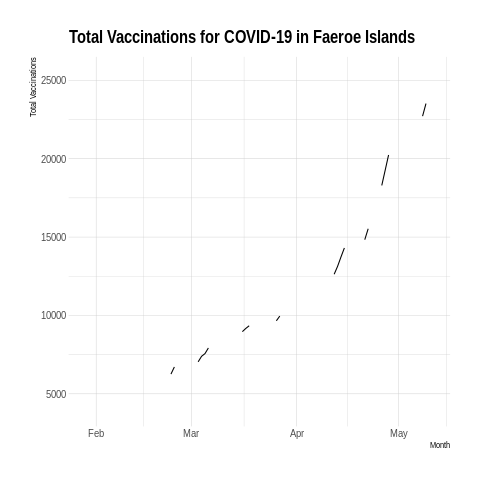 Total Vaccinations for COVID-19 in Faeroe Islands
Total Vaccinations
25000
20000
15000
10000
5000
Feb Mar Apr May
Month